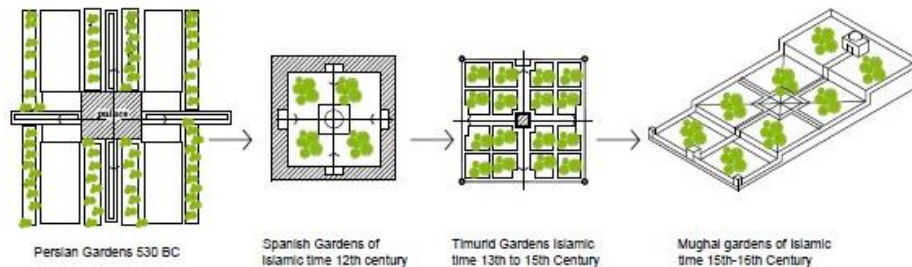 palace
Persian Gardens 530 BC
Spanish Gardens of
Islamic time 12th century
Timurid Gardens Islamic
time 13th to 15th Century
Mughal gardens of Islamic
time 15th-16th Century